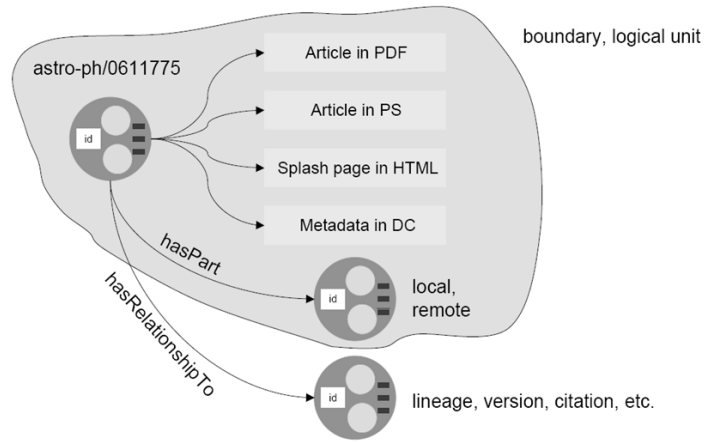 boundary, logical unit
astro-ph/0611775
Article in PDF
Article in PS
Splash page in HTML
Metadata in DC
id
hasPart
hasRelationshipTo
id
local,
remote
id
lineage, version, citation, etc.